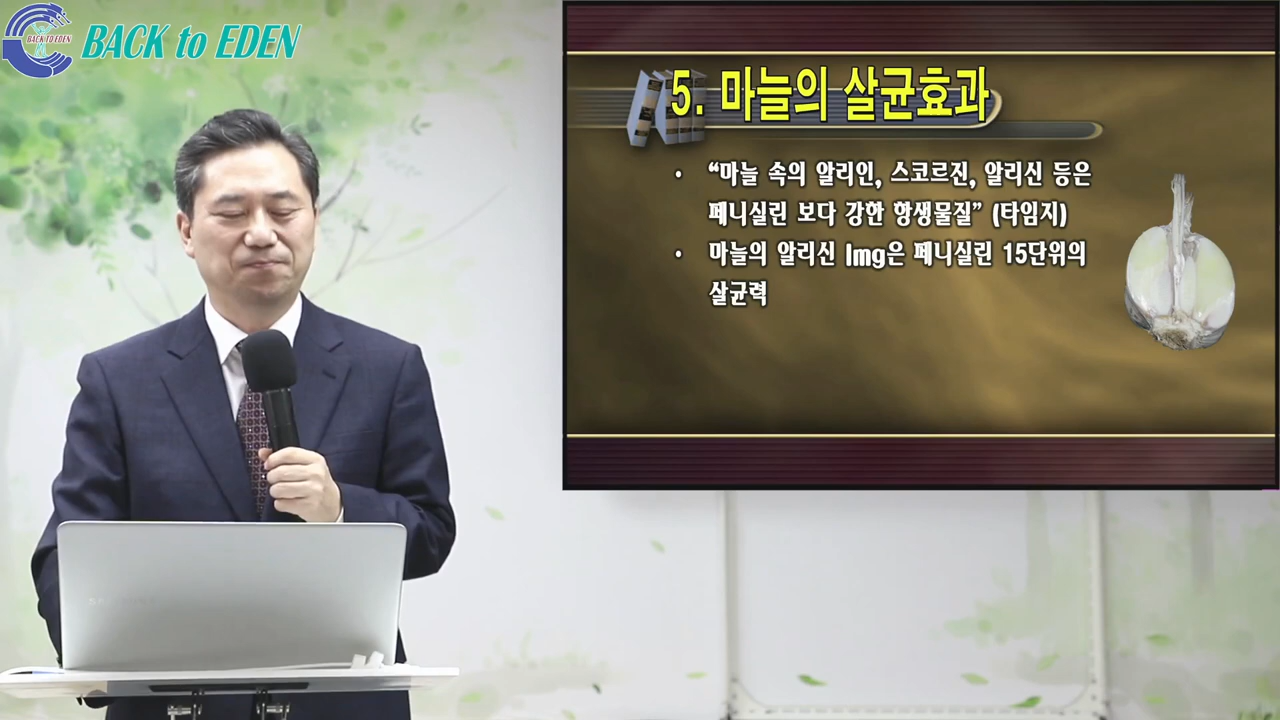 BACK TO EDEN
BACK to EDEN
5. 마늘의 살균효과
• “마늘 속의 알리인, 스코르진, 알리신 등은
페니실린 보다 강한 항생물질” (타임지)
• 마늘의 알리신 1mg은 페니실린 15단위의
살균력